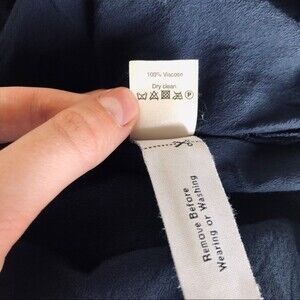 100% Viscose
Dry clean
P
Remove Before
Wearing or Washing